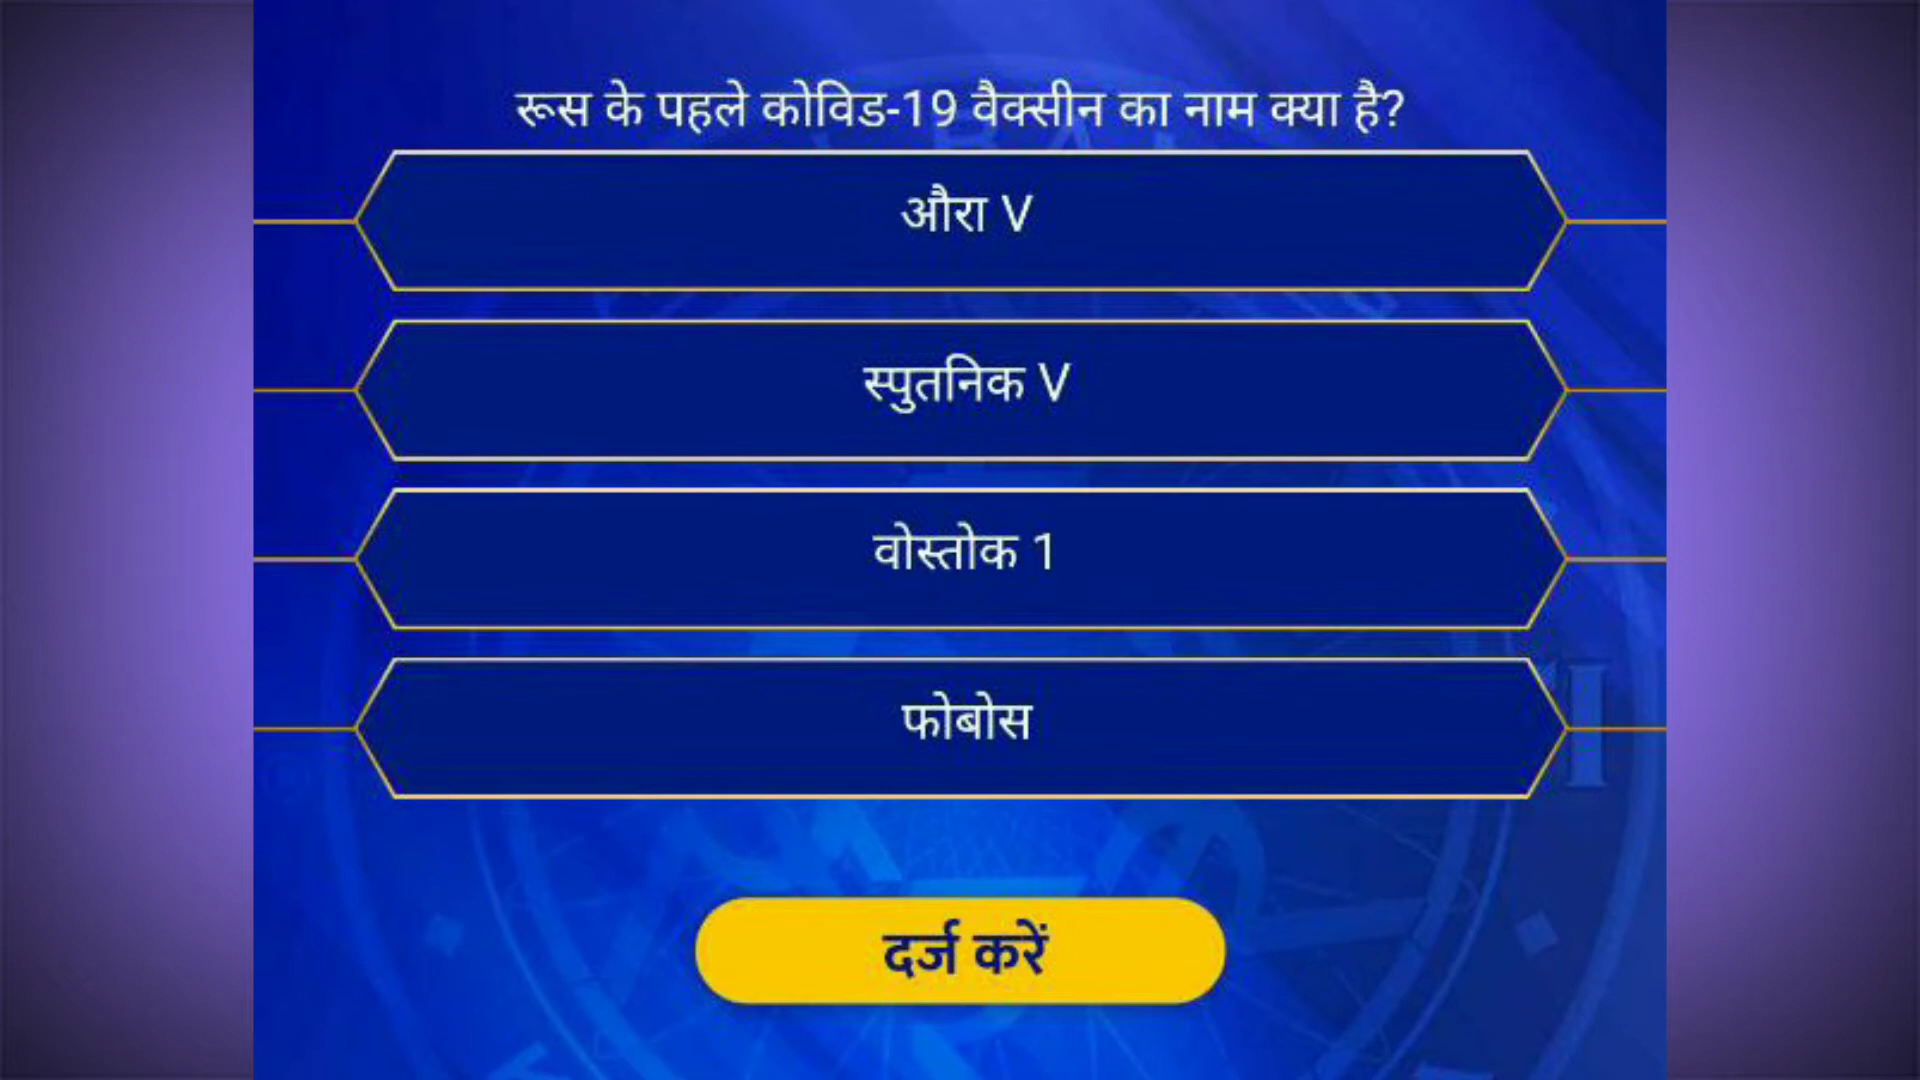 रूस के पहले कोविड-19 वैक्सीन का नाम क्या है?
औरा V
स्पुतनिक V
वोस्तोक 1
फोबोस
दर्ज करें